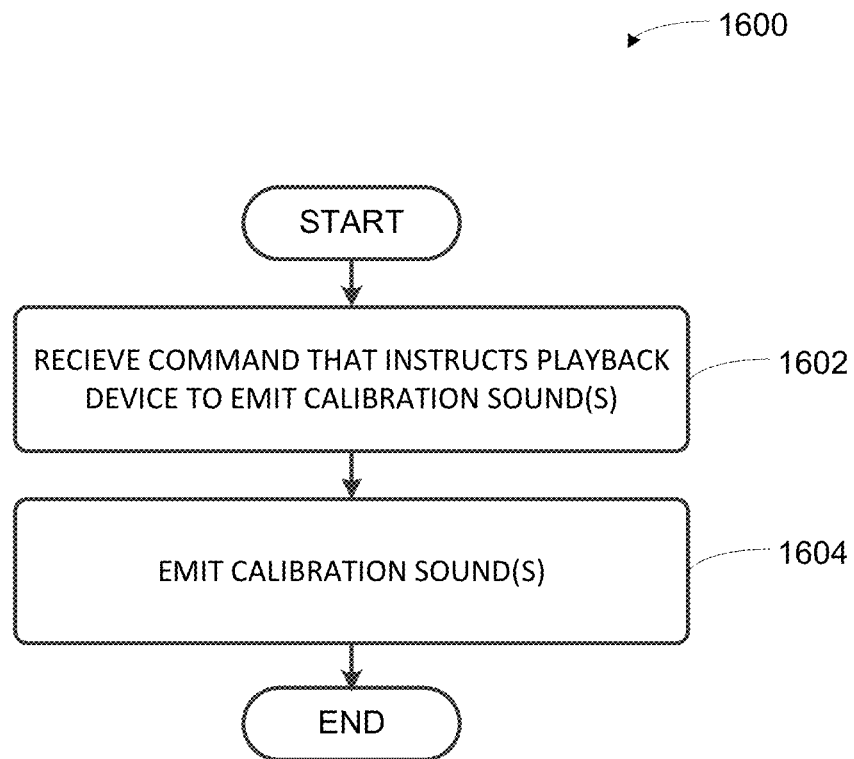 1600
START
RECIEVE COMMAND THAT INSTRUCTS PLAYBACK
DEVICE TO EMIT CALIBRATION SOUND(S)
1602
EMIT CALIBRATION SOUND(S)
1604
END